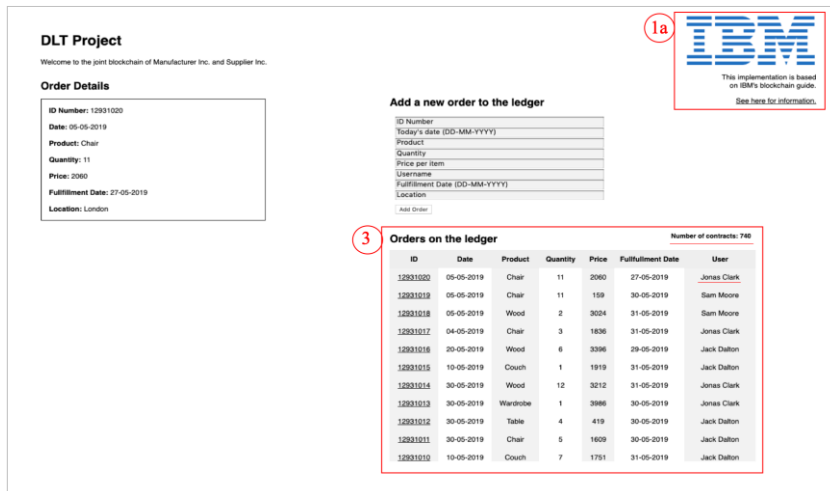 DLT Project
Welcome to the joint blockchain of Manufacturer Inc. and Supplier Inc.
Order Details
ID Number: 12931020
Date: 05-05-2019
Product: Chair
Quantity: 11
Price: 2060
Fullfillment Date: 27-05-2019
Location: London
1a
IBM
This implementation is based
on IBM's blockchain guide.
See here for information.
Add a new order to the ledger
ID Number
Today's date (DD-MM-YYYY)
Product
Quantity
Price per item
Username
Fullfillment Date (DD-MM-YYYY)
Location
Add Order
3
Orders on the ledger Number of contracts: 740
ID Date Product Quantity Price Fullfullment Date User
12931020 05-05-2019 Chair 11 2060 27-05-2019 Jonas Clark
12931019 05-05-2019 Chair 11 159 30-05-2019 Sam Moore
12931018 05-05-2019 Wood 2 3024 31-05-2019 Sam Moore
12931017 04-05-2019 Chair 3 1836 31-05-2019 Jonas Clark
12931016 20-05-2019 Wood 6 3396 29-05-2019 Jack Dalton
12931015 10-05-2019 Couch 1 1919 31-05-2019 Jack Dalton
12931014 30-05-2019 Wood 12 3212 31-05-2019 Jonas Clark
12931013 30-05-2019 Wardrobe 1 3986 30-05-2019 Jonas Clark
12931012 30-05-2019 Table 4 419 30-05-2019 Jack Dalton
12931011 30-05-2019 Chair 5 1609 30-05-2019 Jack Dalton
12931010 10-05-2019 Couch 7 1751 31-05-2019 Jack Dalton